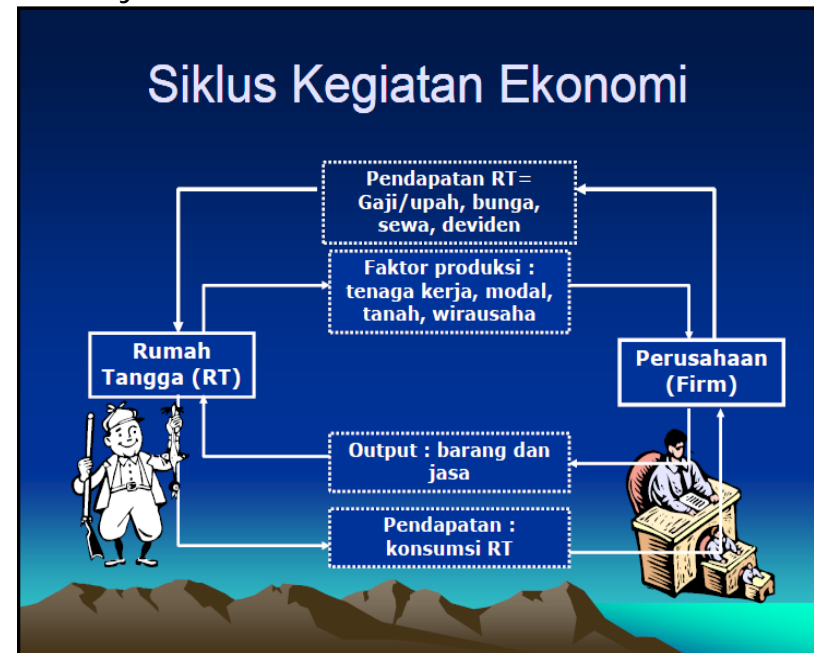 Siklus Kegiatan Ekonomi
Pendapatan RT=
Gaji/upah, bunga,
sewa, deviden
Faktor produksi :
tenaga kerja, modal,
tanah, wirausaha
Rumah
Tangga (RT)
Perusahaan
(Firm)
Output : barang dan
jasa
Pendapatan :
konsumsi RT